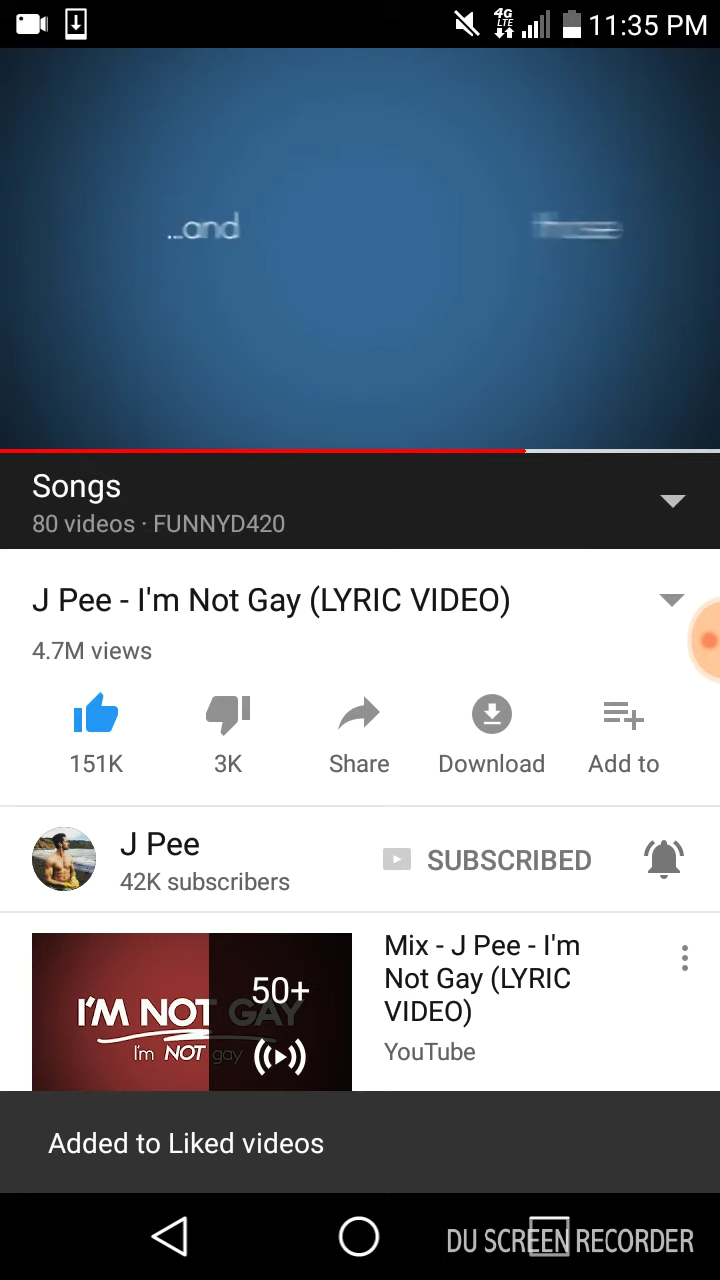 4G
LTE
11:35 PM
...and
Songs
80 videos · FUNNYD420
J Pee - I'm Not Gay (LYRIC VIDEO)
4.7M views
151K
3K
Share
Download
Add to
J Pee
42K subscribers
SUBSCRIBED
50+
I'M NOT GAY
I'm NOT gay
Mix - J Pee - I'm
Not Gay (LYRIC
VIDEO)
YouTube
Added to Liked videos
DU SCREEN RECORDER